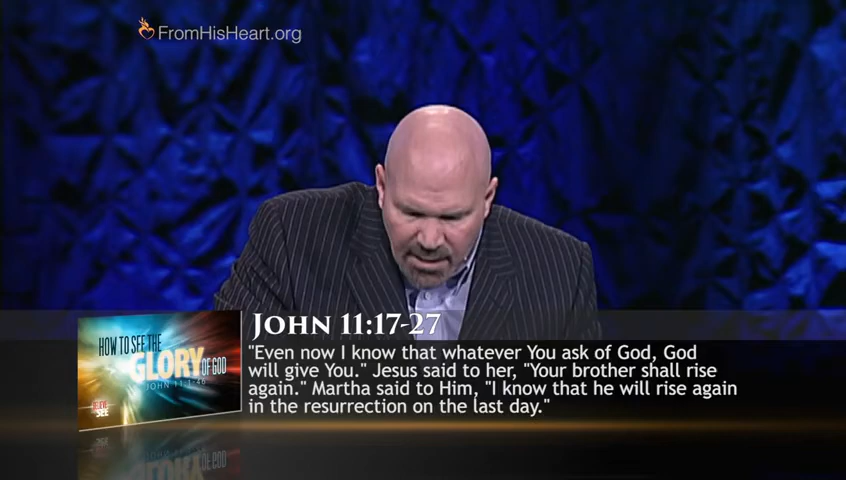 FromHisHeart.org
JOHN 11:17-27
"Even now I know that whatever You ask of God, God
will give You." Jesus said to her, "Your brother shall rise
again." Martha said to Him, "I know that he will rise again
in the resurrection on the last day."
HOW TO SEE THE
GLORY OF GOD
JOHN 11:1-46
SEE